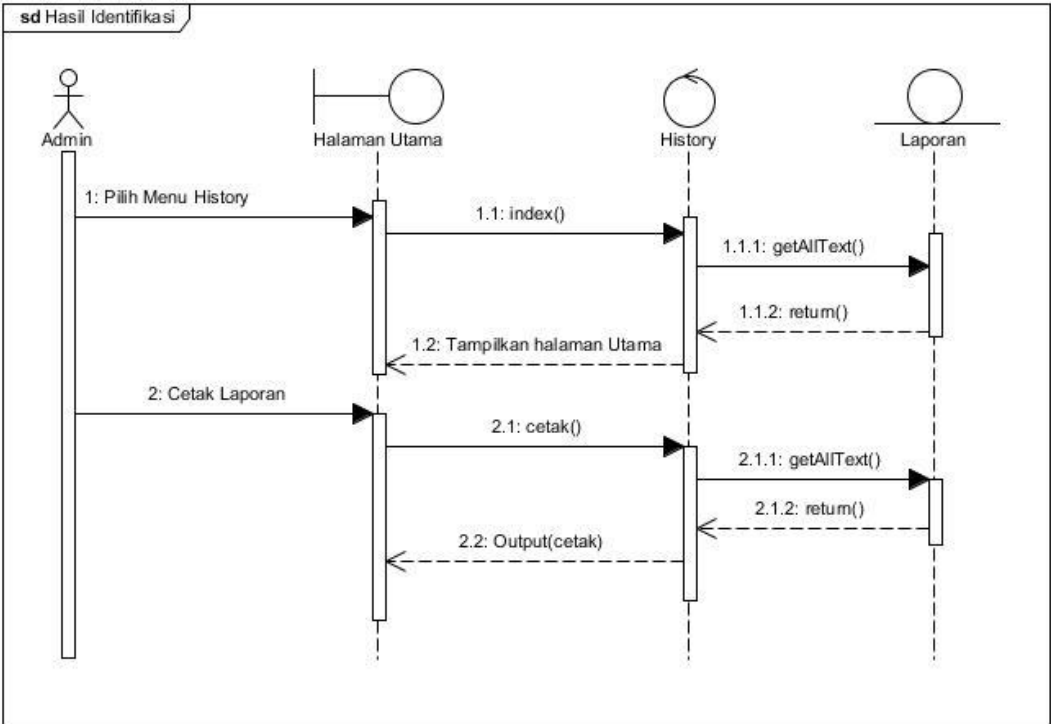 sd Hasil Identifikasi
Admin
Halaman Utama
History
Laporan
1: Pilih Menu History
1.1: index()
1.1.1: getAllText()
1.1.2: return()
1.2: Tampilkan halaman Utama
2: Cetak Laporan
2.1: cetak()
2.1.1: getAllText()
2.1.2: return()
2.2: Output(cetak)